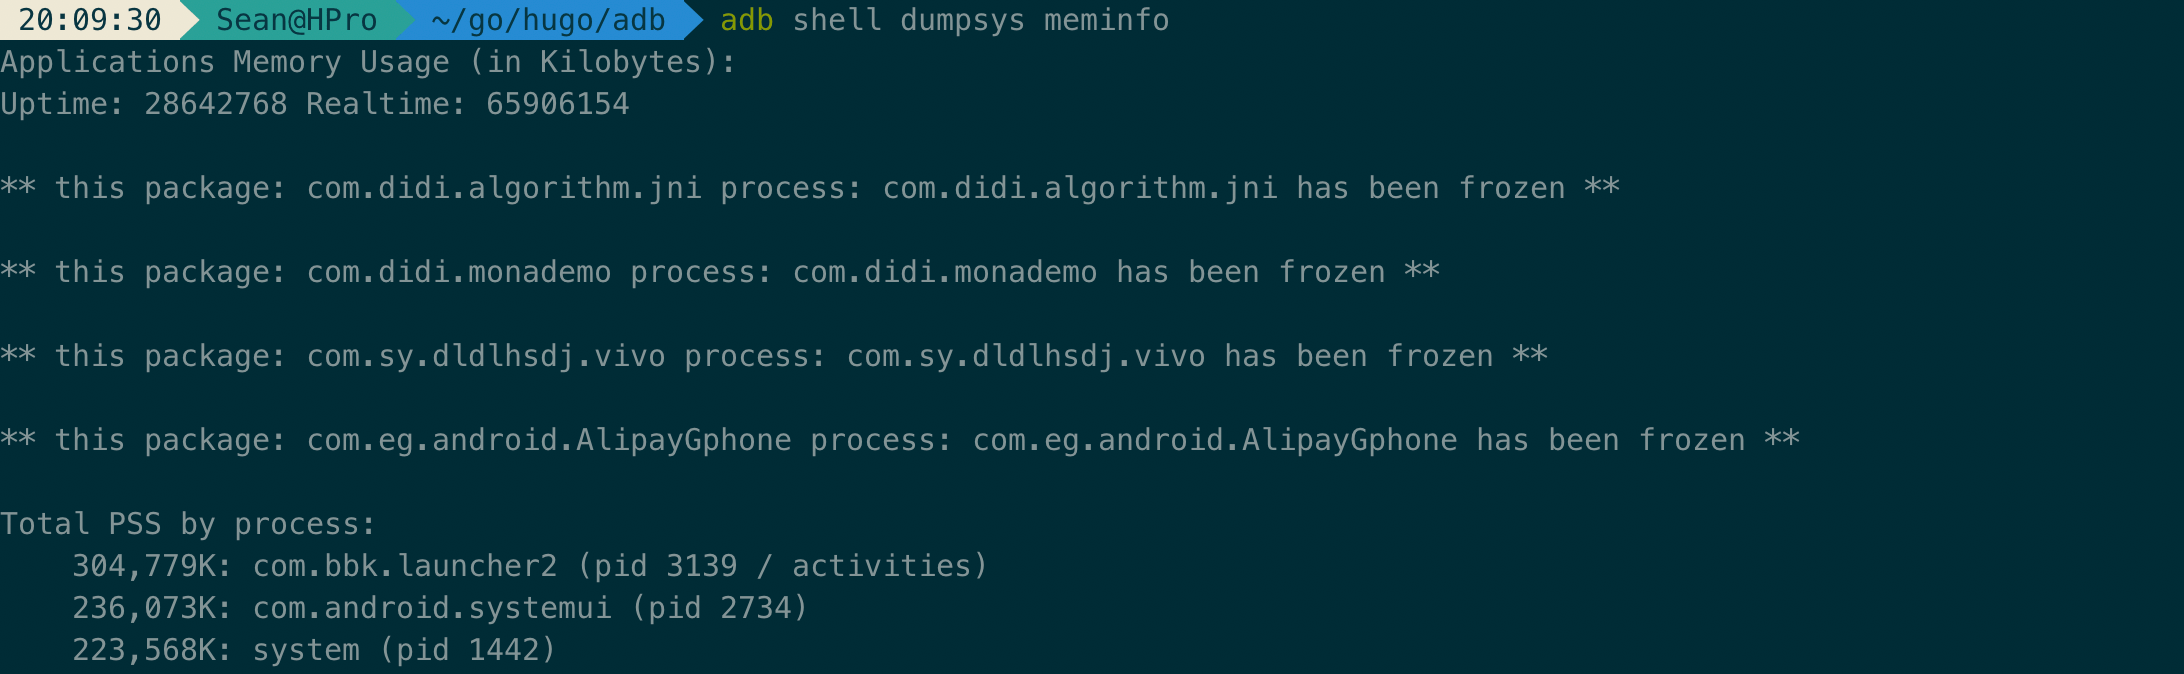 20:09:30 Sean@HPro ~/go/hugo/adb adb shell dumpsys meminfo
Applications Memory Usage (in Kilobytes):
Uptime: 28642768 Realtime: 65906154
** this package: com.didi.algorithm.jni process: com.didi.algorithm.jni has been frozen **
** this package: com.didi.monademo process: com.didi.monademo has been frozen **
** this package: com.sy.dldlhsdj.vivo process: com.sy.dldlhsdj.vivo has been frozen **
** this package: com.eg.android.AlipayGphone process: com.eg.android.AlipayGphone has been frozen **
Total PSS by process:
304,779K: com.bbk.launcher2 (pid 3139 / activities)
236,073K: com.android.systemui (pid 2734)
223,568K: system (pid 1442)